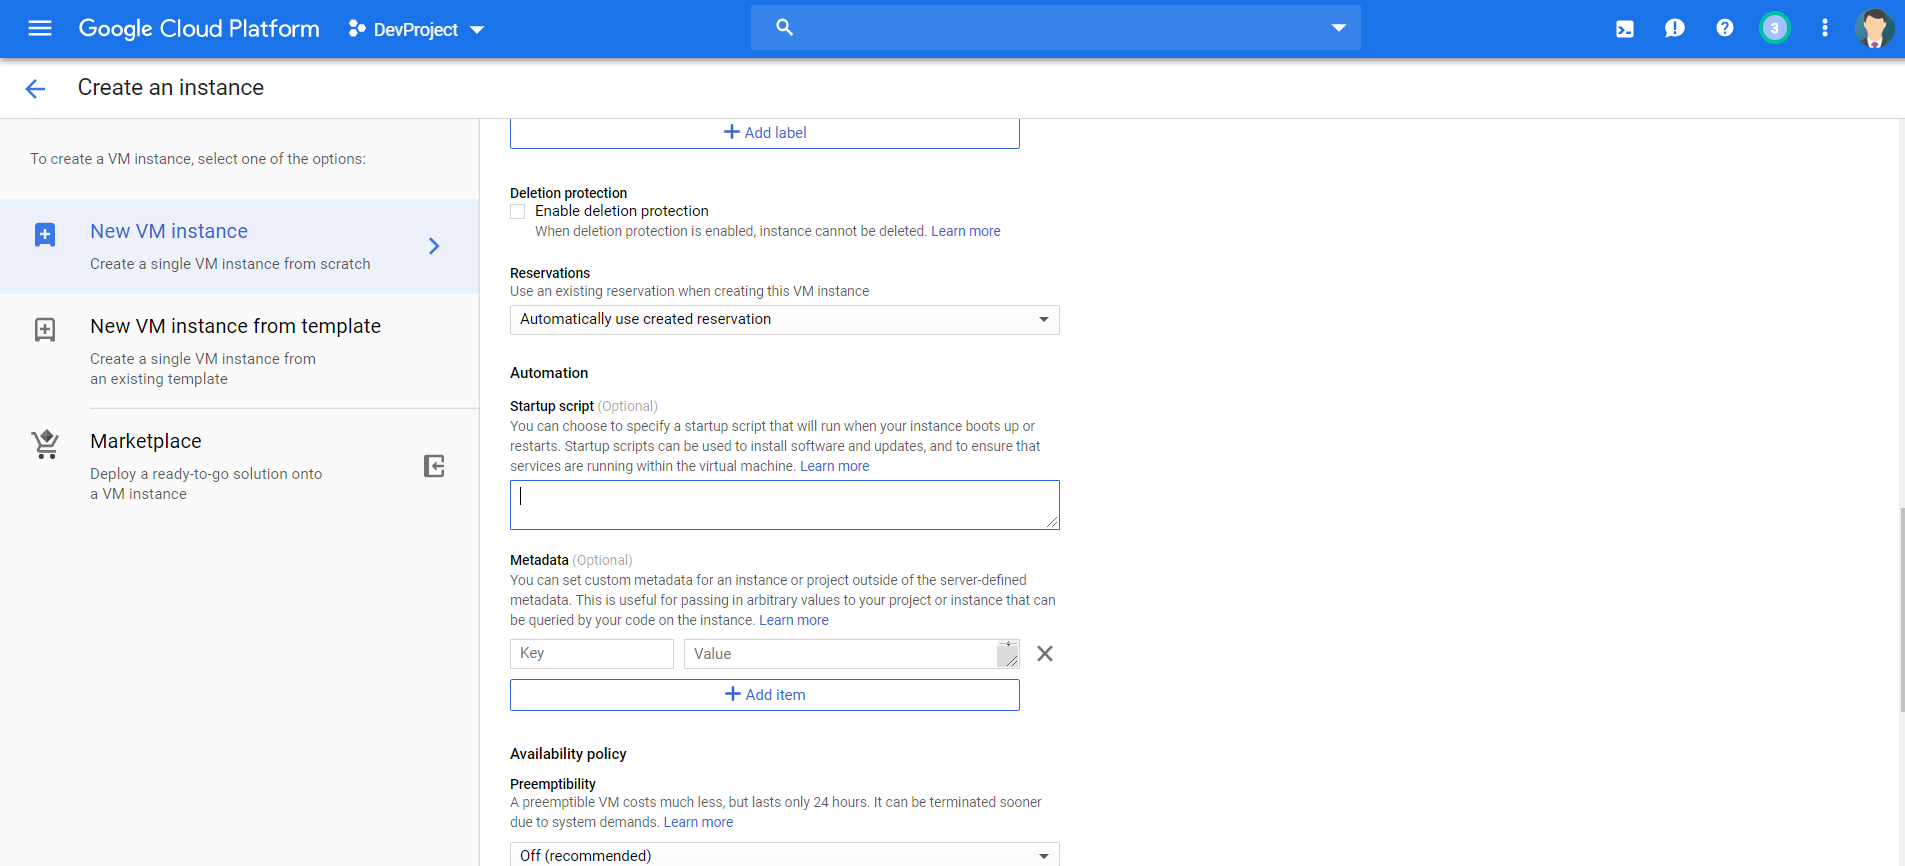 Google Cloud Platform
DevProject
3
Create an instance
To create a VM instance, select one of the options:
New VM instance
Create a single VM instance from scratch
New VM instance from template
Create a single VM instance from
an existing template
Marketplace
Deploy a ready-to-go solution onto
a VM instance
Add label
Deletion protection
Enable deletion protection
When deletion protection is enabled, instance cannot be deleted. Learn more
Reservations
Use an existing reservation when creating this VM instance
Automatically use created reservation
Automation
Startup script (Optional)
You can choose to specify a startup script that will run when your instance boots up or
restarts. Startup scripts can be used to install software and updates, and to ensure that
services are running within the virtual machine. Learn more
Metadata (Optional)
You can set custom metadata for an instance or project outside of the server-defined
metadata. This is useful for passing in arbitrary values to your project or instance that can
be queried by your code on the instance. Learn more
Key
Value
Add item
Availability policy
Preemptibility
A preemptible VM costs much less, but lasts only 24 hours. It can be terminated sooner
due to system demands. Learn more
Off (recommended)